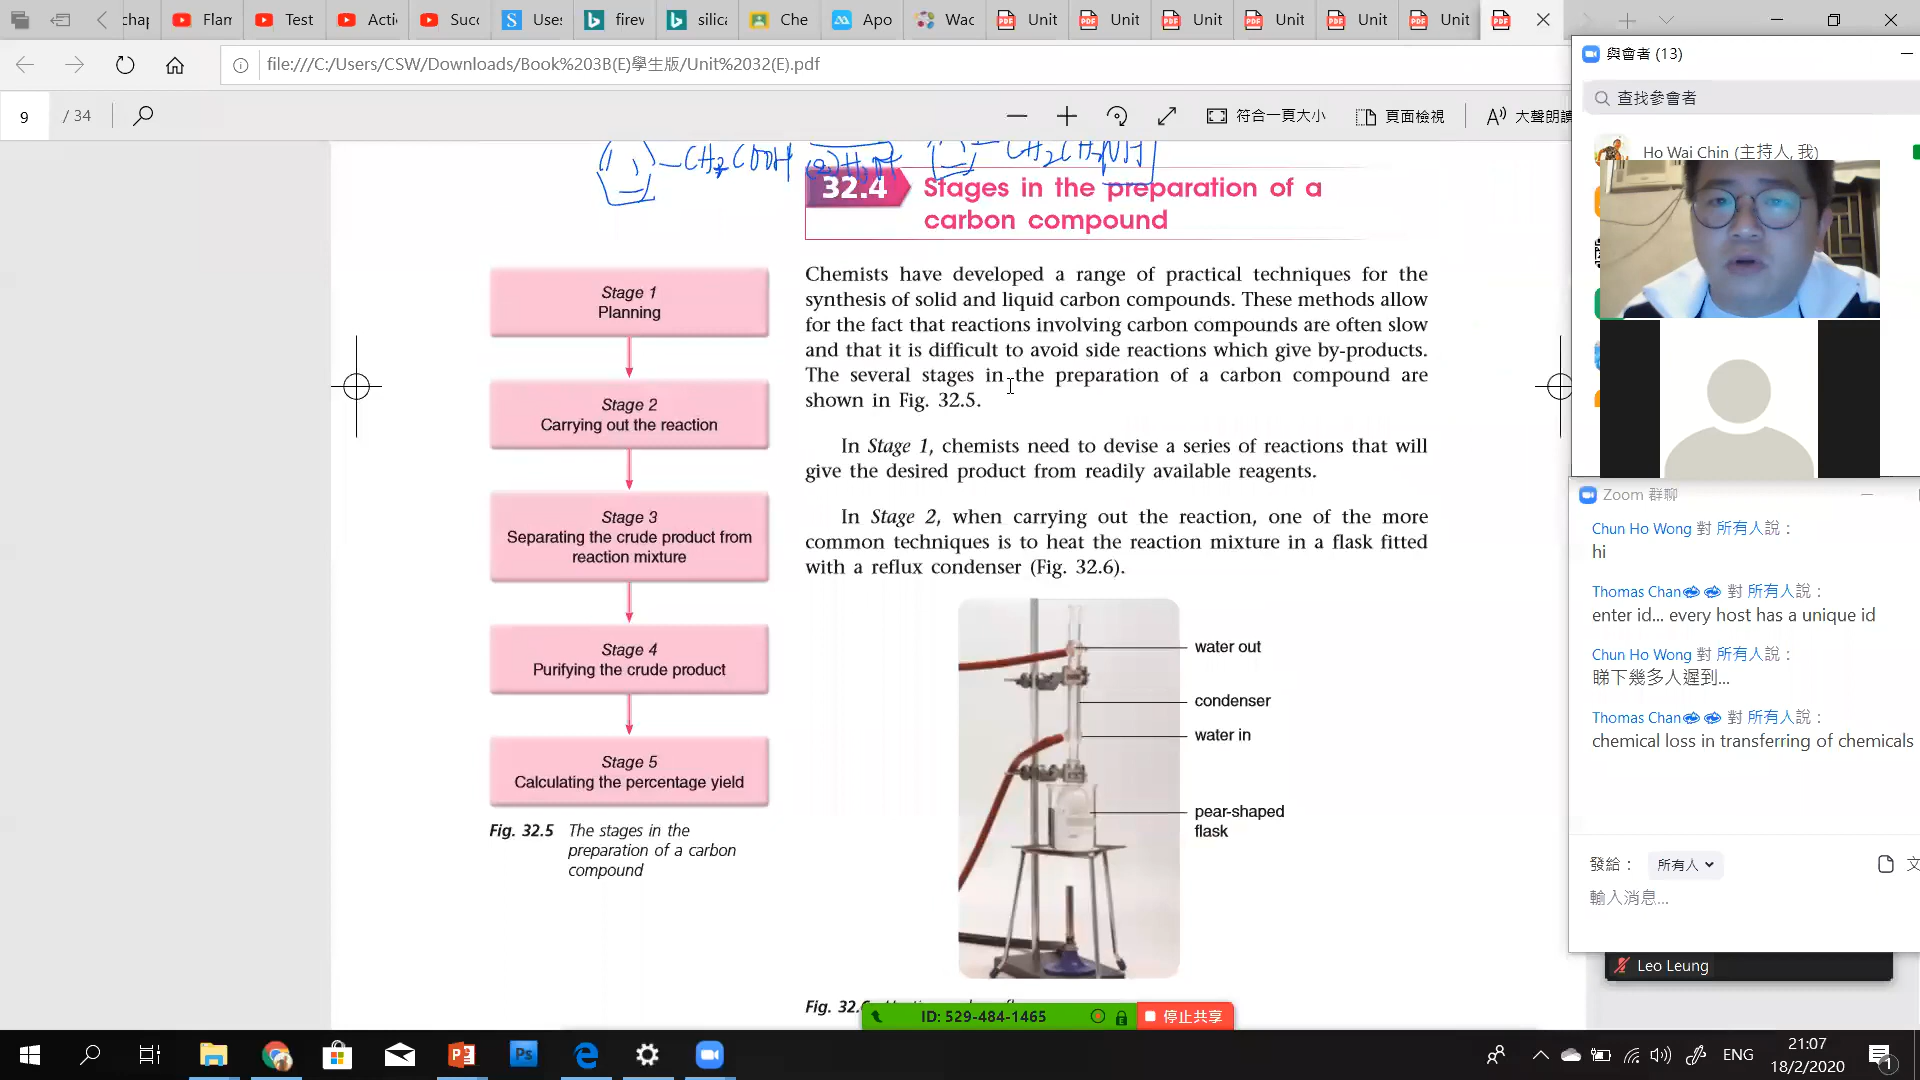 chap
Flan
Test
Acti
Succ
Uses
firew
silica
Che
Apo
Wac
Unit
Unit
Unit
Unit
Unit
Unit
file:///C:/Users/CSW/Downloads/Book%203B(E)學生版/Unit%2032(E).pdf
9 / 34
符合一頁大小
頁面檢視
大聲朗讀
CH₂COOH
32.4 Stages in the preparation of a
carbon compound
Stage 1
Planning
Stage 2
Carrying out the reaction
Stage 3
Separating the crude product from
reaction mixture
Stage 4
Purifying the crude product
Stage 5
Calculating the percentage yield
Fig. 32.5 The stages in the
preparation of a carbon
compound
Chemists have developed a range of practical techniques for the
synthesis of solid and liquid carbon compounds. These methods allow
for the fact that reactions involving carbon compounds are often slow
and that it is difficult to avoid side reactions which give by-products.
The several stages in the preparation of a carbon compound are
shown in Fig. 32.5.
In Stage 1, chemists need to devise a series of reactions that will
give the desired product from readily available reagents.
In Stage 2, when carrying out the reaction, one of the more
common techniques is to heat the reaction mixture in a flask fitted
with a reflux condenser (Fig. 32.6).
water out
condenser
water in
pear-shaped
flask
Fig. 32.
ID: 529-484-1465
停止共享
與會者 (13)
查找參會者
Ho Wai Chin (主持人, 我)
Zoom 群聊
Chun Ho Wong 對 所有人說：
hi
Thomas Chan 對 所有人說：
enter id... every host has a unique id
Chun Ho Wong 對 所有人說：
睇下幾多人遲到...
Thomas Chan 對 所有人說：
chemical loss in transferring of chemicals
發給： 所有人
文
輸入消息...
Leo Leung
ENG
21:07
18/2/2020
1